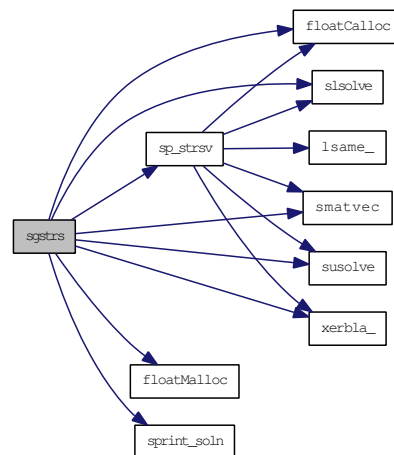 floatCalloc
slsolve
sp_strsv
lsame_
smatvec
sgstrs
susolve
xerbla_
floatMalloc
sprint_soln